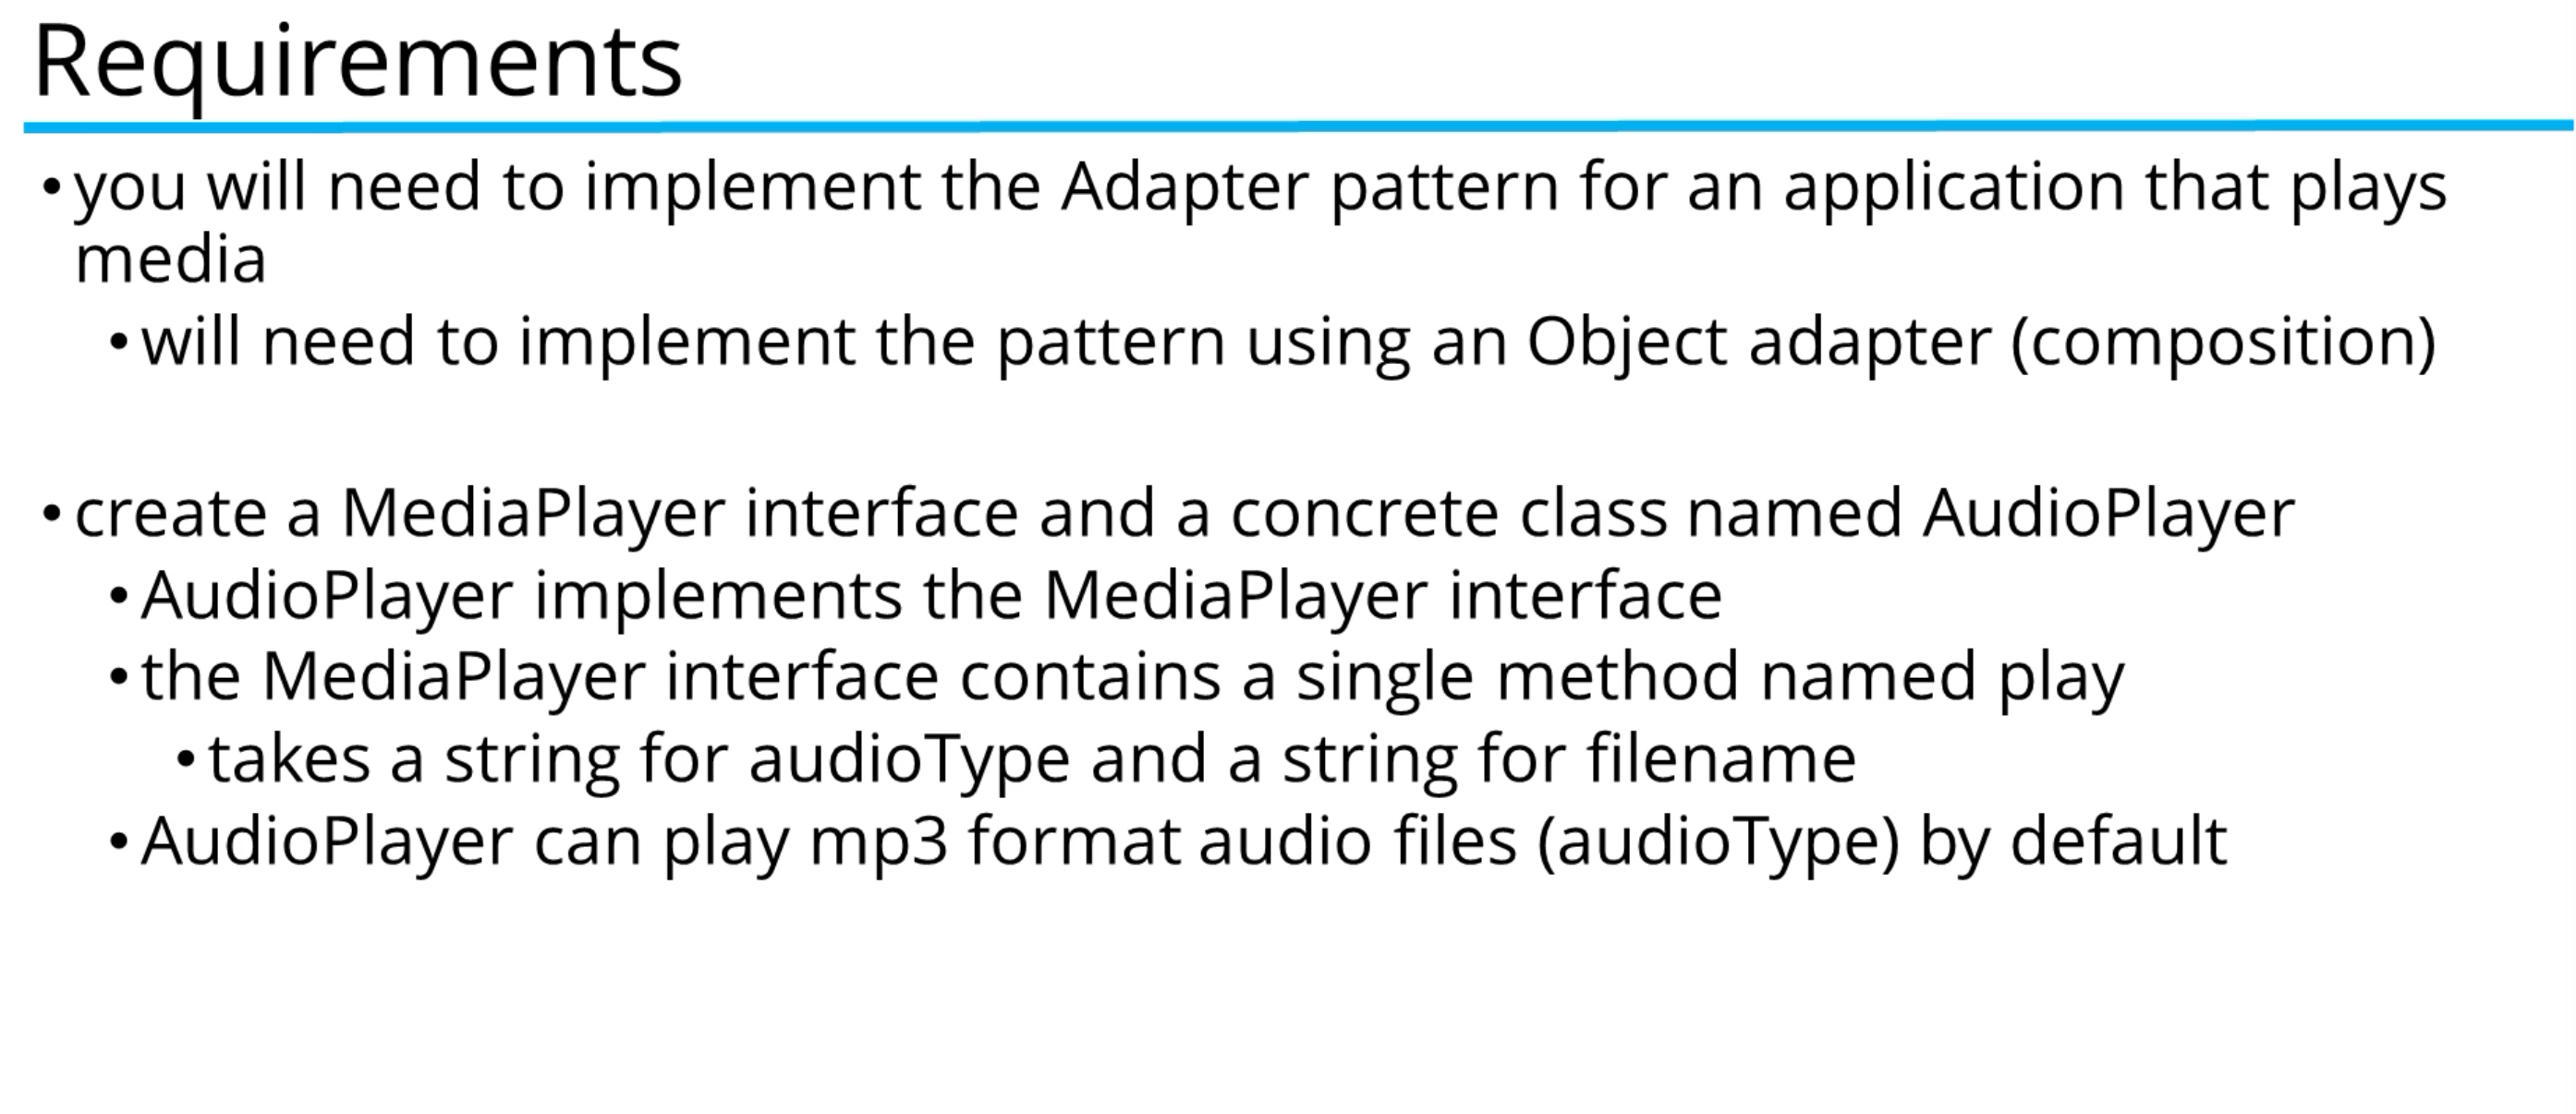 Requirements
• you will need to implement the Adapter pattern for an application that plays
media
• will need to implement the pattern using an Object adapter (composition)
• create a MediaPlayer interface and a concrete class named AudioPlayer
• AudioPlayer implements the MediaPlayer interface
• the MediaPlayer interface contains a single method named play
• takes a string for audioType and a string for filename
• AudioPlayer can play mp3 format audio files (audioType) by default